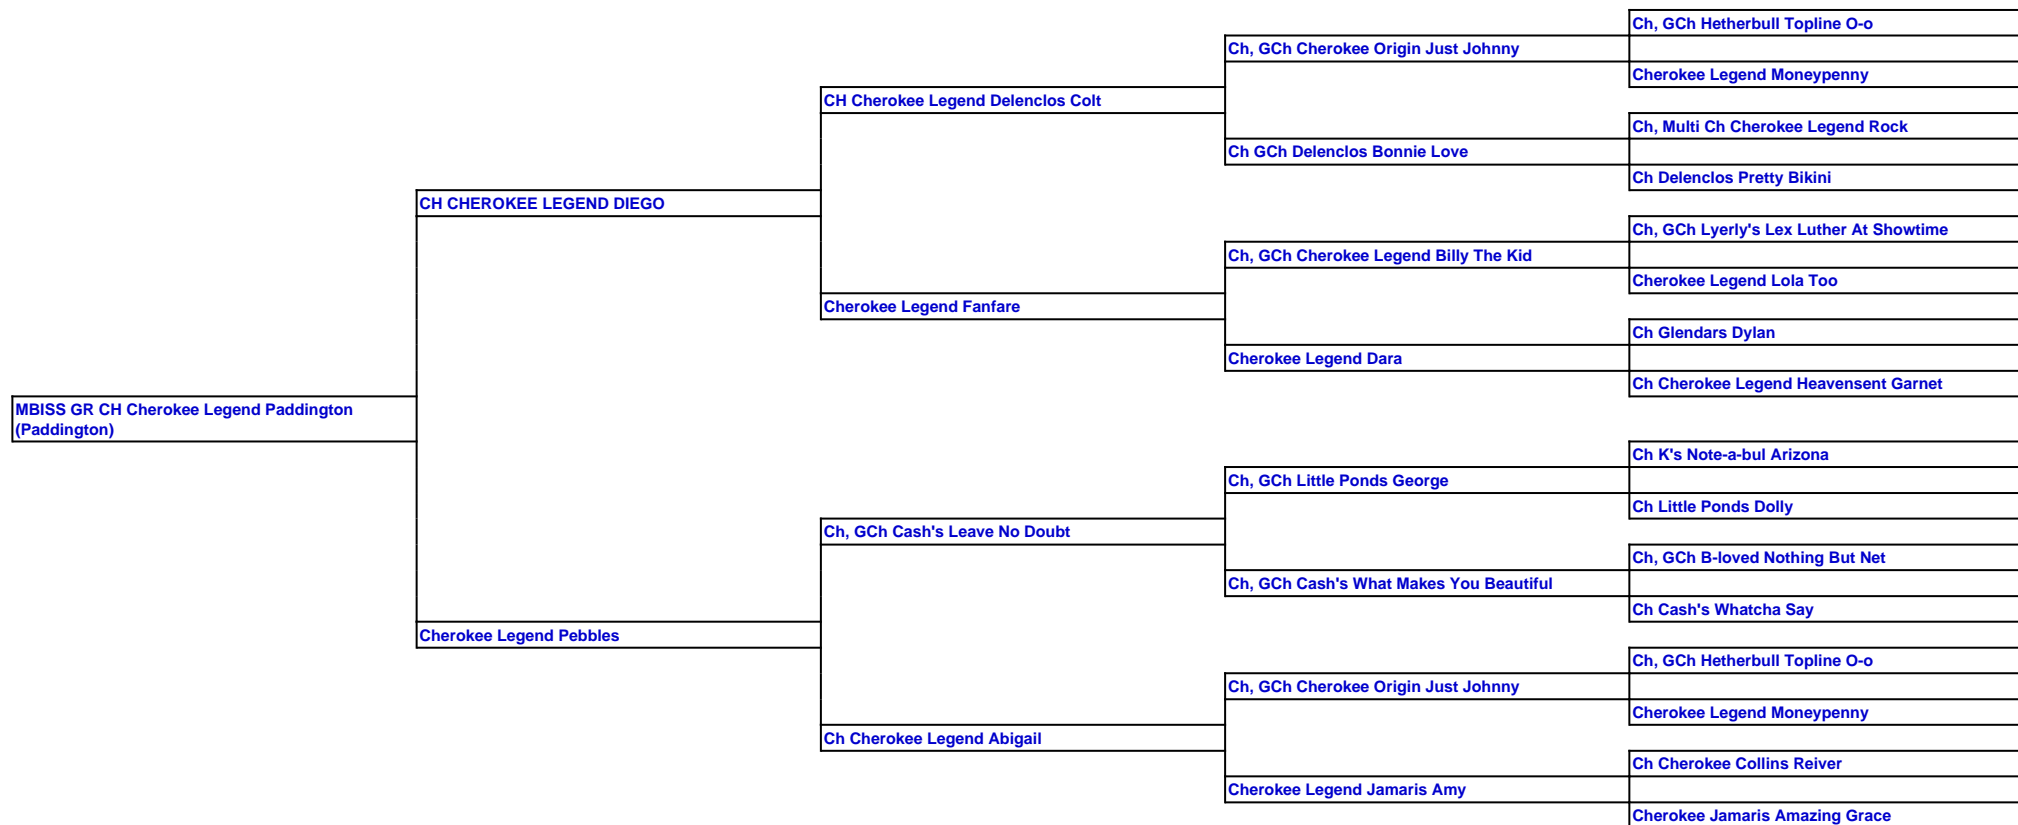 Ch, GCh Hetherbull Topline O-o
Ch, GCh Cherokee Origin Just Johnny
Cherokee Legend Moneypenny
CH Cherokee Legend Delenclos Colt
Ch, Multi Ch Cherokee Legend Rock
Ch GCh Delenclos Bonnie Love
Ch Delenclos Pretty Bikini
CH CHEROKEE LEGEND DIEGO
Ch, GCh Lyerly's Lex Luther At Showtime
Ch, GCh Cherokee Legend Billy The Kid
Cherokee Legend Lola Too
Cherokee Legend Fanfare
Ch Glendars Dylan
Cherokee Legend Dara
Ch Cherokee Legend Heavensent Garnet
MBISS GR CH Cherokee Legend Paddington
(Paddington)
Ch K's Note-a-bul Arizona
Ch, GCh Little Ponds George
Ch Little Ponds Dolly
Ch, GCh Cash's Leave No Doubt
Ch, GCh B-loved Nothing But Net
Ch, GCh Cash's What Makes You Beautiful
Ch Cash's Whatcha Say
Cherokee Legend Pebbles
Ch, GCh Hetherbull Topline O-o
Ch, GCh Cherokee Origin Just Johnny
Cherokee Legend Moneypenny
Ch Cherokee Legend Abigail
Ch Cherokee Collins Reiver
Cherokee Legend Jamaris Amy
Cherokee Jamaris Amazing Grace